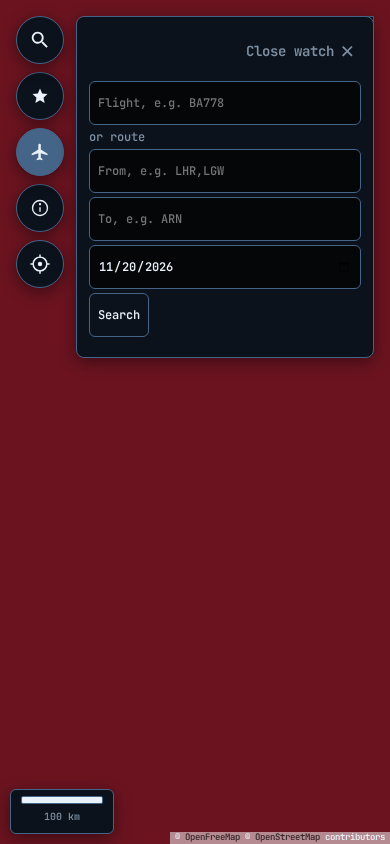 Close watch ×
Flight, e.g. BA778
or route
From, e.g. LHR,LGW
To, e.g. ARN
11/20/2026
Search
100 km
© OpenFreeMap © OpenStreetMap contributors